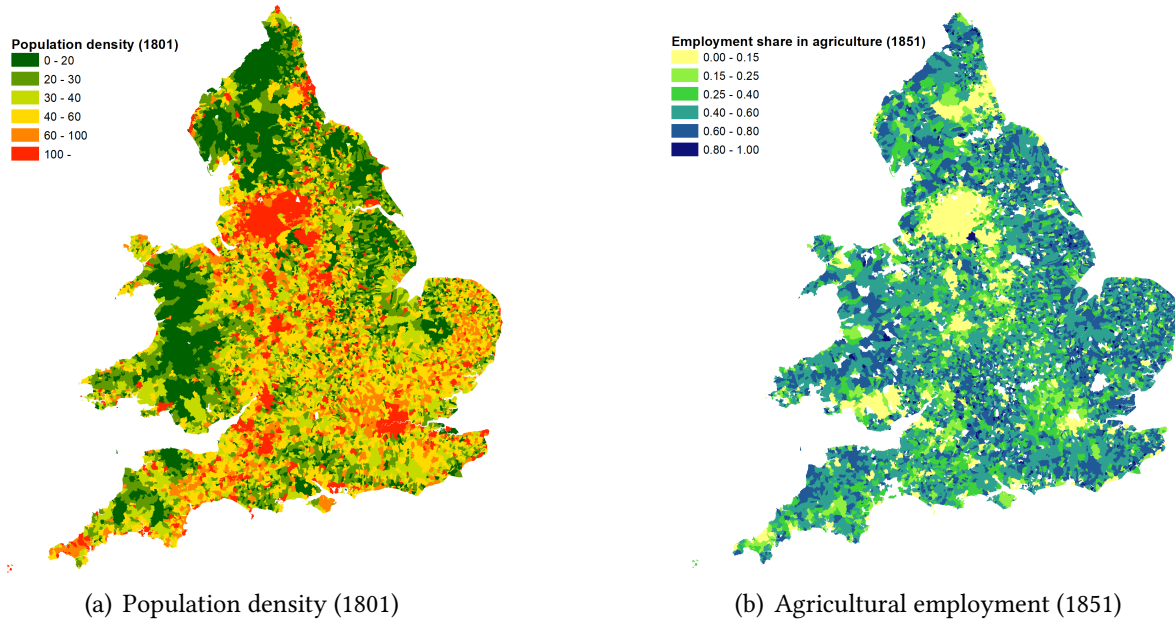 Population density (1801)
0 - 20
20 - 30
30 - 40
40 - 60
60 - 100
100 -
Employment share in agriculture (1851)
0.00 - 0.15
0.15 - 0.25
0.25 - 0.40
0.40 - 0.60
0.60 - 0.80
0.80 - 1.00
(a) Population density (1801)
(b) Agricultural employment (1851)